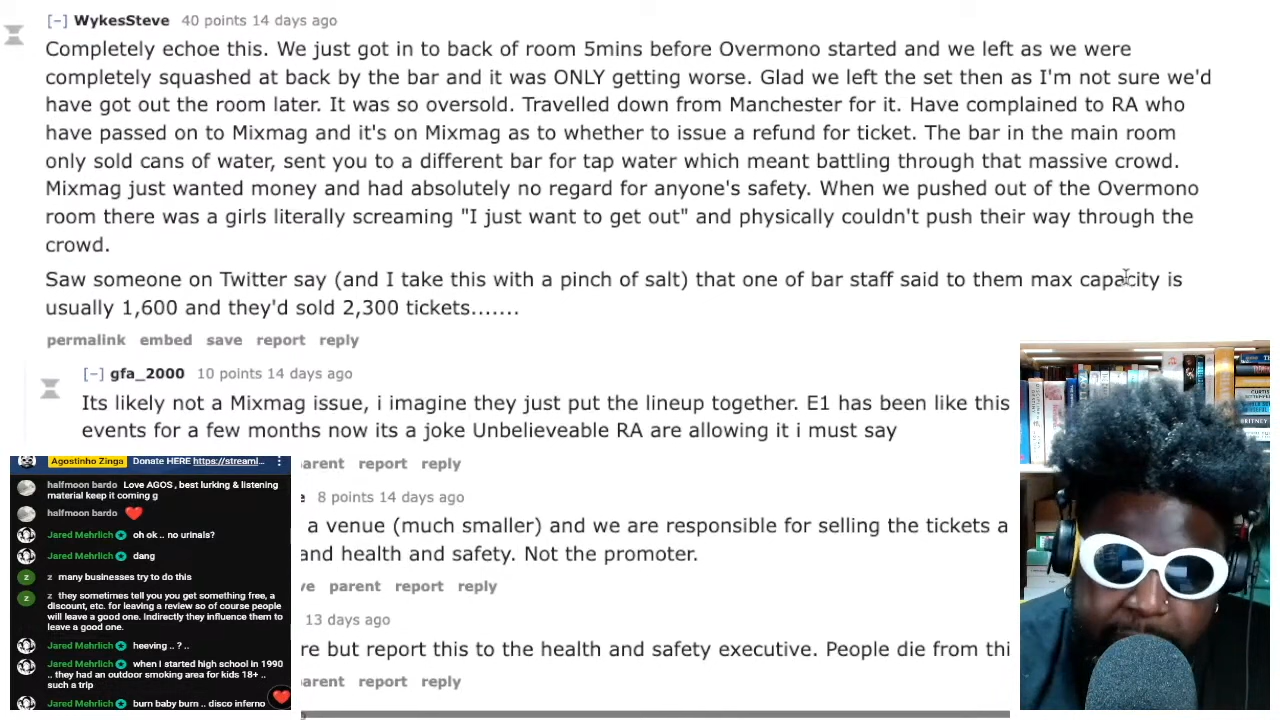 [–] WykesSteve 40 points 14 days ago
Completely echoe this. We just got in to back of room 5mins before Overmono started and we left as we were
completely squashed at back by the bar and it was ONLY getting worse. Glad we left the set then as I'm not sure we'd
have got out the room later. It was so oversold. Travelled down from Manchester for it. Have complained to RA who
have passed on to Mixmag and it's on Mixmag as to whether to issue a refund for ticket. The bar in the main room
only sold cans of water, sent you to a different bar for tap water which meant battling through that massive crowd.
Mixmag just wanted money and had absolutely no regard for anyone's safety. When we pushed out of the Overmono
room there was a girls literally screaming "I just want to get out" and physically couldn't push their way through the
crowd.
Saw someone on Twitter say (and I take this with a pinch of salt) that one of bar staff said to them max capacity is
usually 1,600 and they'd sold 2,300 tickets.......
permalink embed save report reply
[–] gfa_2000 10 points 14 days ago
Its likely not a Mixmag issue, i imagine they just put the lineup together. E1 has been like this
events for a few months now its a joke Unbelieveable RA are allowing it i must say
arent report reply
e 8 points 14 days ago
a venue (much smaller) and we are responsible for selling the tickets a
and health and safety. Not the promoter.
ve parent report reply
13 days ago
re but report this to the health and safety executive. People die from thi
arent report reply
Agostinho Zinga Donate HERE https://streaml...
halfmoon bardo Love AGOS , best lurking & listening
material keep it coming g
halfmoon bardo ❤️
Jared Mehrlich oh ok .. no urinals?
Jared Mehrlich dang
z many businesses try to do this
z they sometimes tell you you get something free, a
discount, etc. for leaving a review so of course people
will leave a good one. Indirectly they influence them to
leave a good one.
Jared Mehrlich heeving .. ? ..
Jared Mehrlich when I started high school in 1990
.. they had an outdoor smoking area for kids 18+ ..
such a trip
Jared Mehrlich burn baby burn .. disco inferno